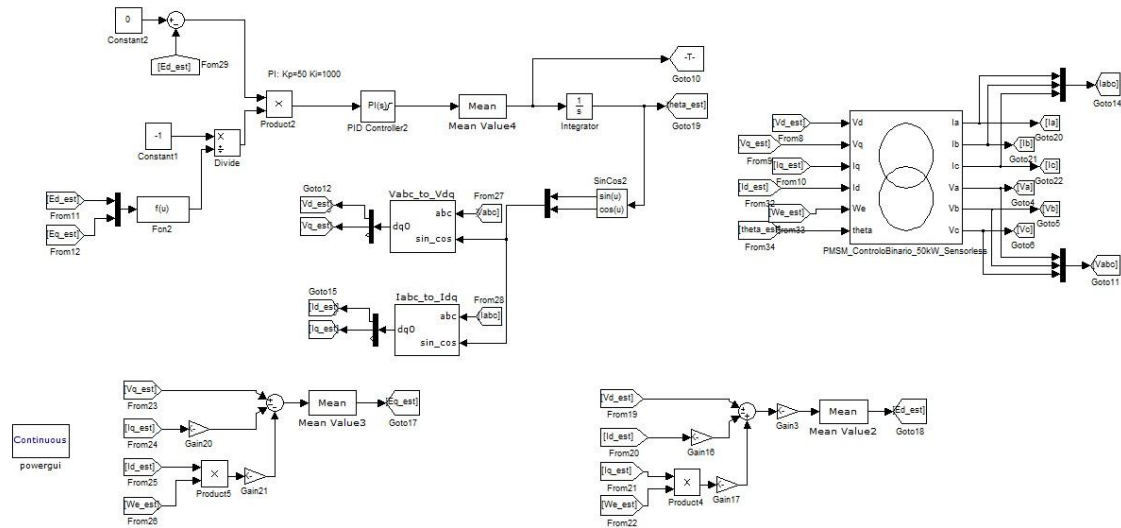 0
Constant2
[Ed_est]
Fom29
PI: Kp=50 Ki=1000
×
Product2
PI(s)
PID Controller2
Mean
Mean Value4
1
s
Integrator
-T-
Goto10
[theta_est]
Goto19
-1
Constant1
×
÷
Divide
[Ed_est]
From11
[Eq_est]
From12
f(u)
Fcn2
SinCos2
sin(u)
cos(u)
Goto12
[Vd_est]
[Vq_est]
Vabc_to_Vdq
abc
dq0
sin_cos
From27
[Vabc]
Goto15
[Id_est]
[Iq_est]
Iabc_to_Idq
abc
dq0
sin_cos
From28
[Iabc]
[Vd_est]
From8
[Vq_est]
From9
[Iq_est]
From10
[Id_est]
From32
[We_est]
From33
[theta_est]
From34
Vd
Vq
Iq
Id
We
theta
Ia
Ib
Ic
Va
Vb
Vc
PMSM_ControloBinario_50kW_Sensorless
[Iabc]
Goto14
[Ia]
Goto20
[Ib]
Goto21
[Ic]
Goto22
[Va]
Goto4
[Vb]
Goto5
[Vc]
Goto6
[Vabc]
Goto11
[Vq_est]
From23
[Iq_est]
From24
Gain20
[Id_est]
From25
[We_est]
From26
×
Product5
Gain21
Mean
Mean Value3
[Eq_est]
Goto17
[Vd_est]
From19
[Id_est]
From20
Gain16
[Iq_est]
From21
[We_est]
From22
×
Product4
Gain17
Gain3
Mean
Mean Value2
[Ed_est]
Goto18
Continuous
powergui